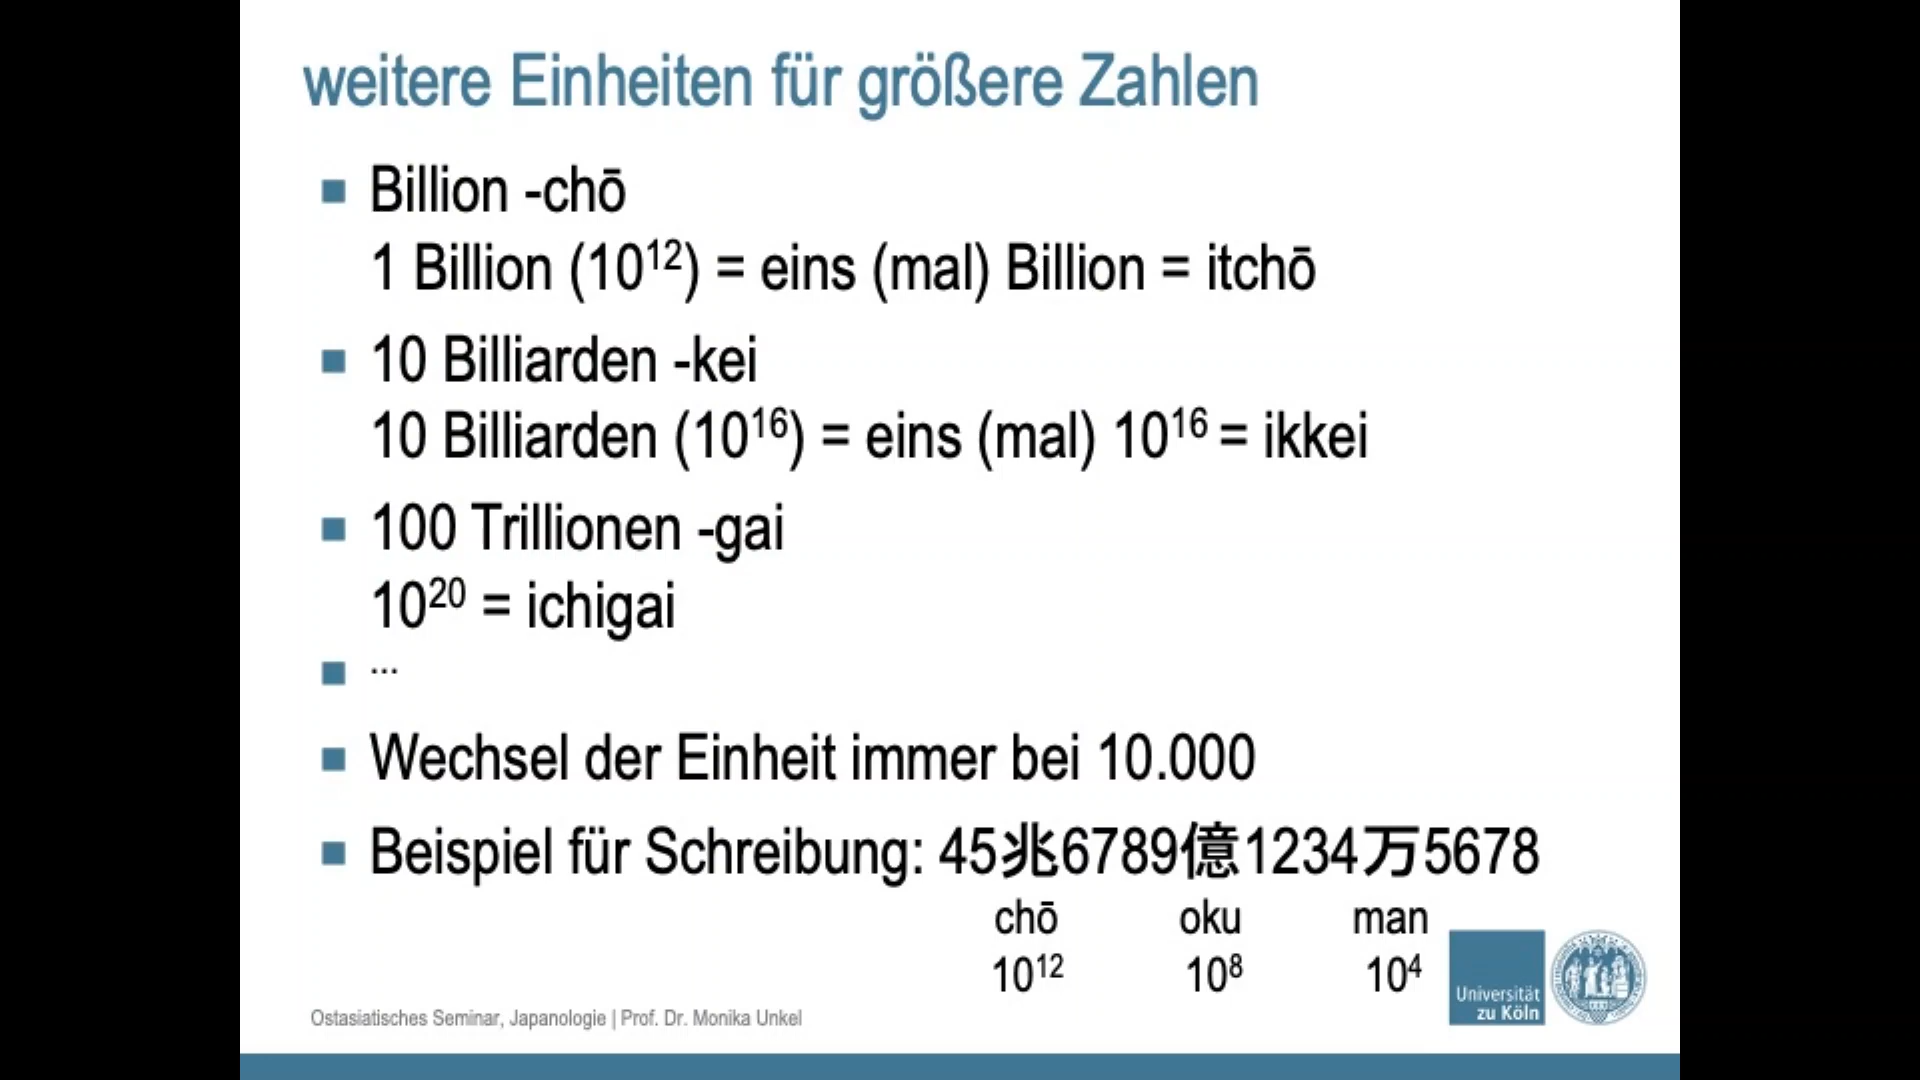 weitere Einheiten für größere Zahlen
■ Billion -chō
1 Billion (10¹²) = eins (mal) Billion = itchō
■ 10 Billiarden -kei
10 Billiarden (10¹⁶) = eins (mal) 10¹⁶ = ikkei
■ 100 Trillionen -gai
10²⁰ = ichigai
■ ...
■ Wechsel der Einheit immer bei 10.000
■ Beispiel für Schreibung: 45兆6789億1234万5678
chō oku man
10¹² 10⁸ 10⁴
Universität
zu Köln
Ostasiatisches Seminar, Japanologie | Prof. Dr. Monika Unkel